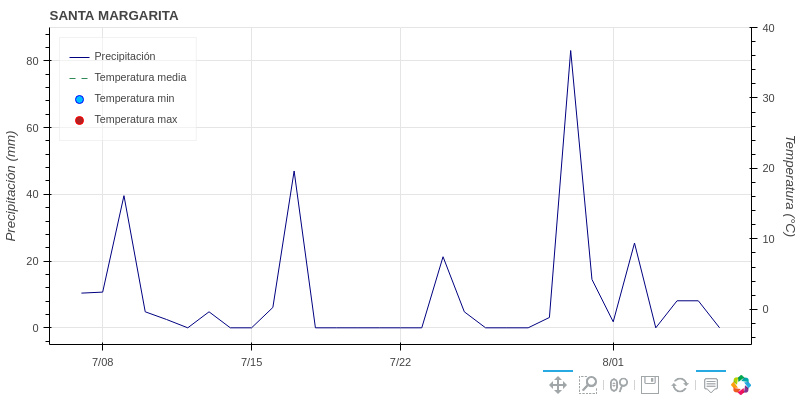 SANTA MARGARITA
Precipitación
Temperatura media
Temperatura min
Temperatura max
Precipitación (mm)
80
60
40
20
0
40
30
20
10
0
Temperatura (°C)
7/08
7/15
7/22
8/01